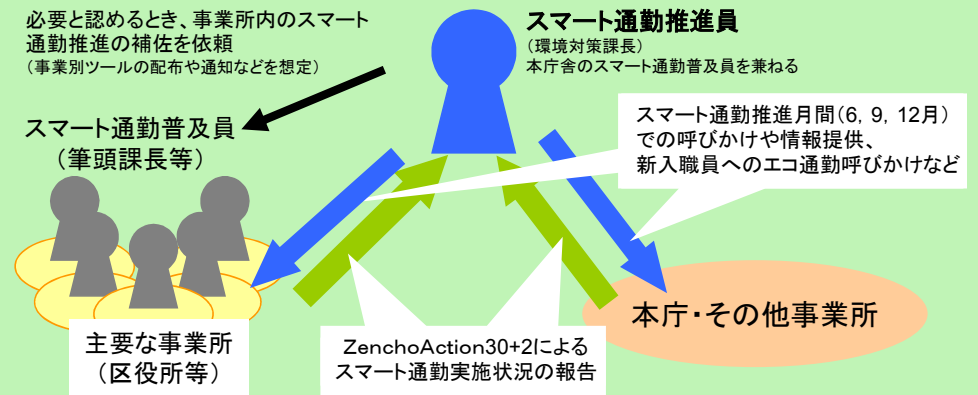 必要と認めるとき、事業所内のスマート
通勤推進の補佐を依頼
（事業別ツールの配布や通知などを想定）
スマート通勤推進員
（環境対策課長）
本庁舎のスマート通勤普及員を兼ねる
スマート通勤普及員
（筆頭課長等）
スマート通勤推進月間（6, 9, 12月）
での呼びかけや情報提供、
新入職員へのエコ通勤呼びかけなど
主要な事業所
（区役所等）
ZenchoAction30+2による
スマート通勤実施状況の報告
本庁・その他事業所